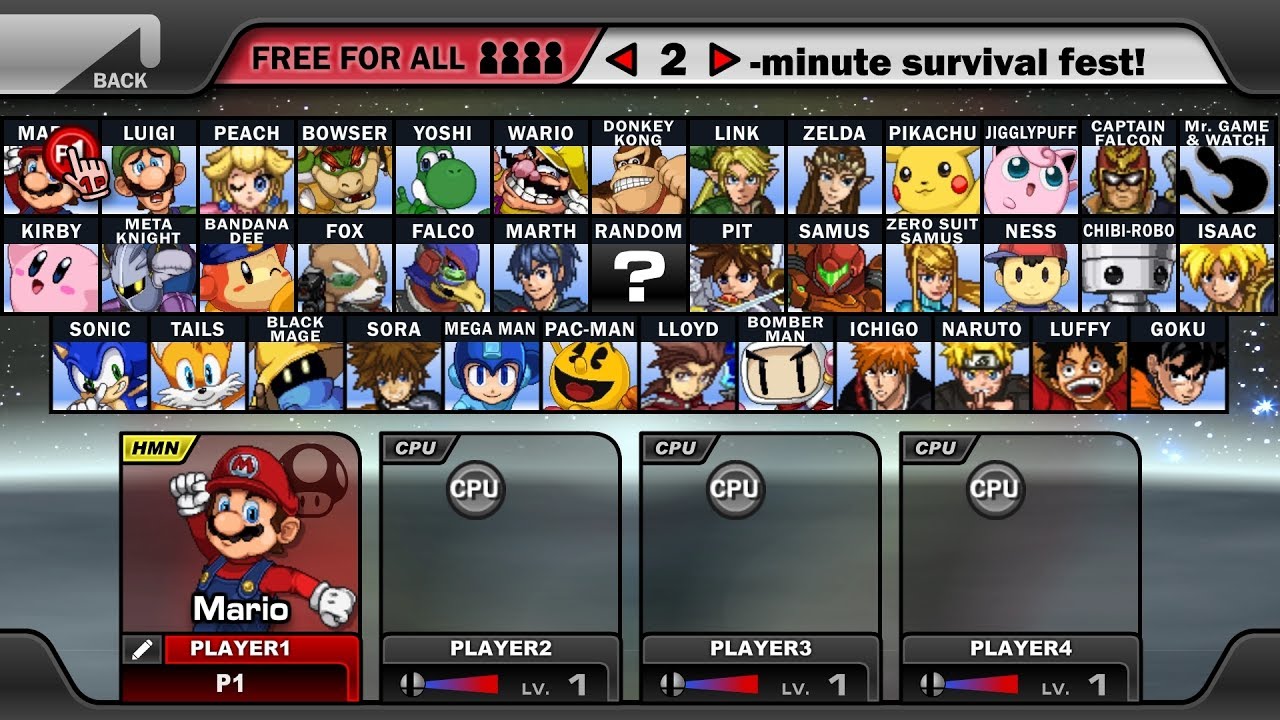 BACK
FREE FOR ALL 2 -minute survival fest!
MA LUIGI PEACH BOWSER YOSHI WARIO DONKEY KONG LINK ZELDA PIKACHU JIGGLYPUFF CAPTAIN FALCON Mr. GAME & WATCH
P1
1P
KIRBY META KNIGHT BANDANA DEE FOX FALCO MARTH RANDOM PIT SAMUS ZERO SUIT SAMUS NESS CHIBI-ROBO ISAAC
?
SONIC TAILS BLACK MAGE SORA MEGA MAN PAC-MAN LLOYD BOMBER MAN ICHIGO NARUTO LUFFY GOKU
HMN CPU CPU CPU
CPU CPU CPU
M
Mario
PLAYER1 PLAYER2 PLAYER3 PLAYER4
P1 LV. 1 LV. 1 LV. 1